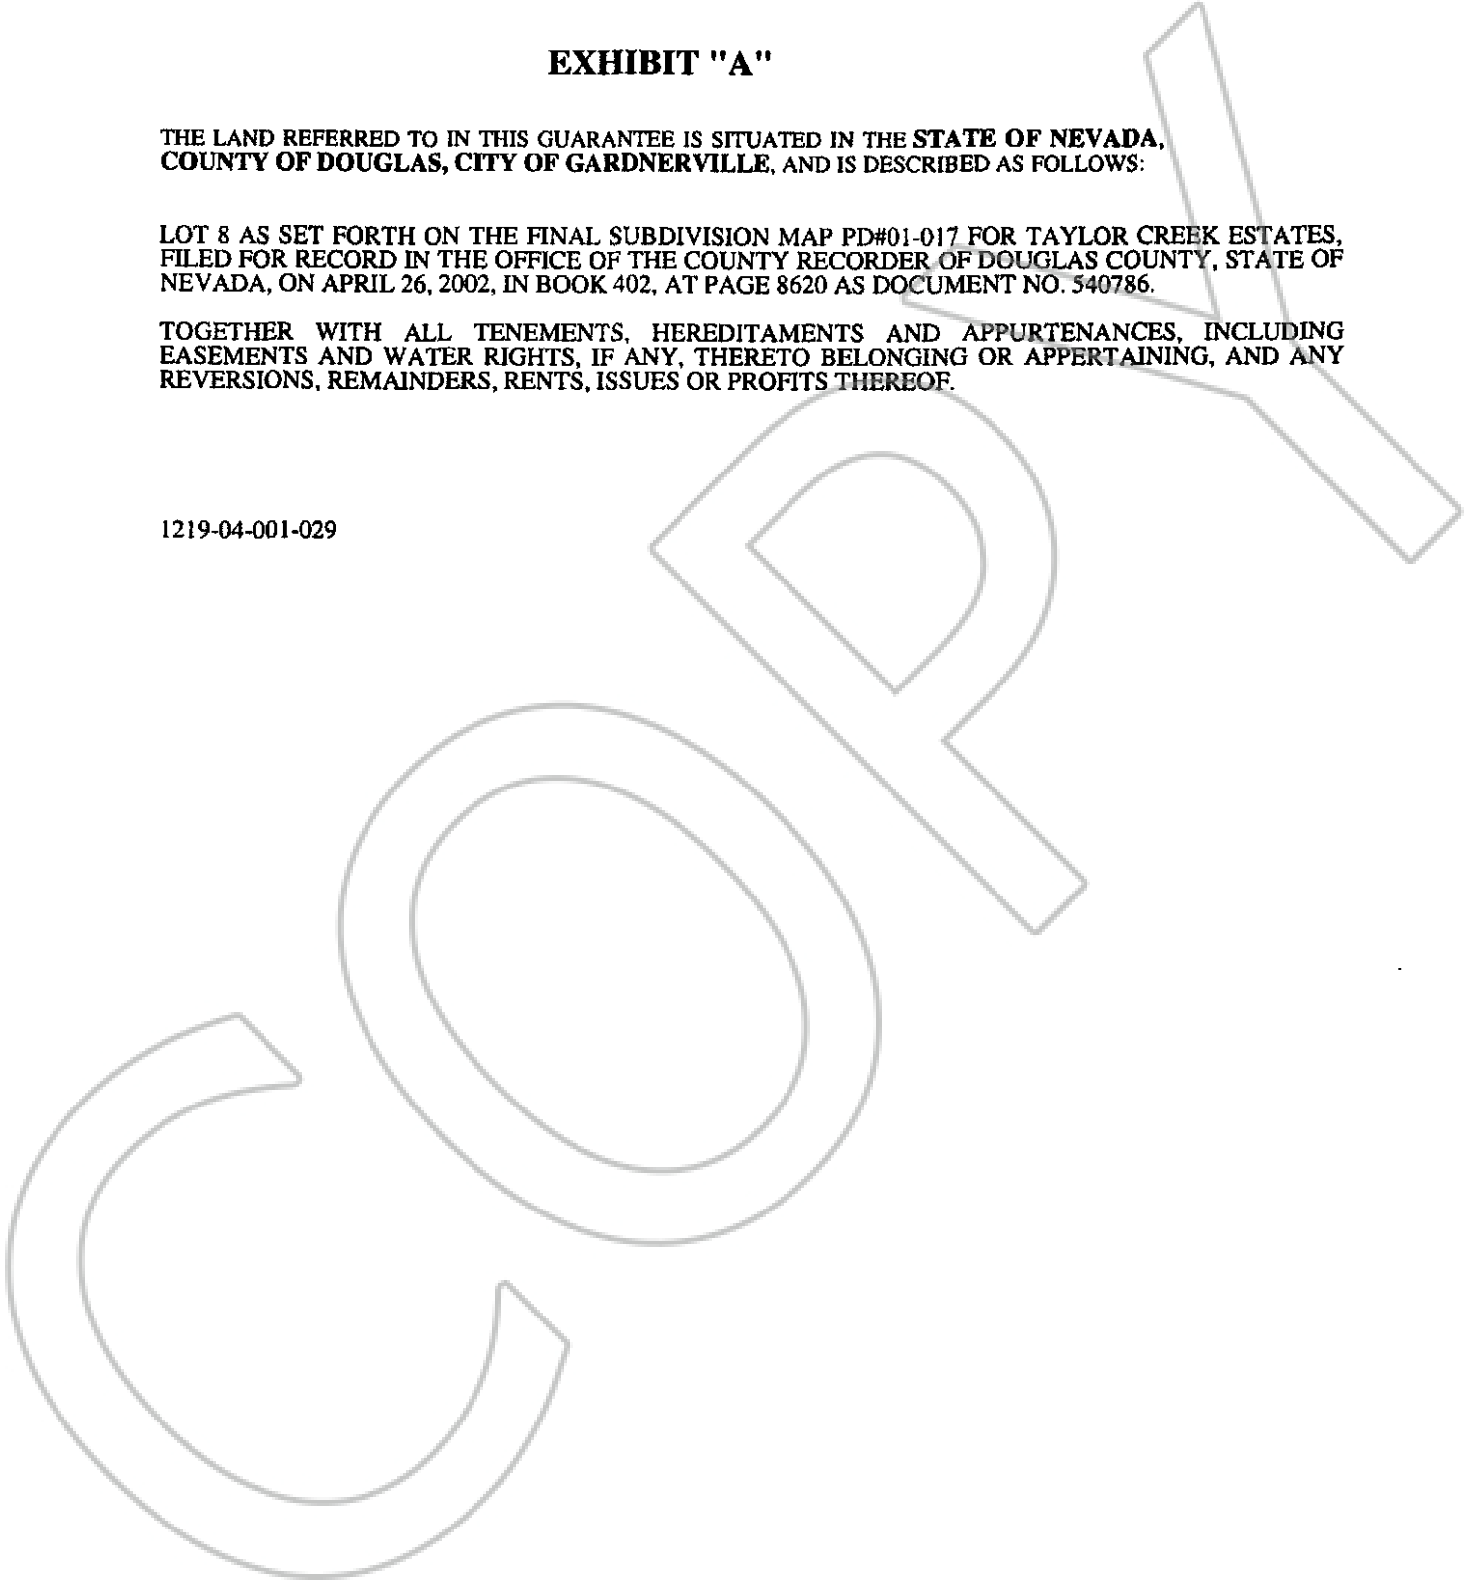 EXHIBIT "A"
THE LAND REFERRED TO IN THIS GUARANTEE IS SITUATED IN THE STATE OF NEVADA,
COUNTY OF DOUGLAS, CITY OF GARDNERVILLE, AND IS DESCRIBED AS FOLLOWS:
LOT 8 AS SET FORTH ON THE FINAL SUBDIVISION MAP PD#01-017 FOR TAYLOR CREEK ESTATES,
FILED FOR RECORD IN THE OFFICE OF THE COUNTY RECORDER OF DOUGLAS COUNTY, STATE OF
NEVADA, ON APRIL 26, 2002, IN BOOK 402, AT PAGE 8620 AS DOCUMENT NO. 540786.
TOGETHER WITH ALL TENEMENTS, HEREDITAMENTS AND APPURTENANCES, INCLUDING
EASEMENTS AND WATER RIGHTS, IF ANY, THERETO BELONGING OR APPERTAINING, AND ANY
REVERSIONS, REMAINDERS, RENTS, ISSUES OR PROFITS THEREOF.
1219-04-001-029
COPY